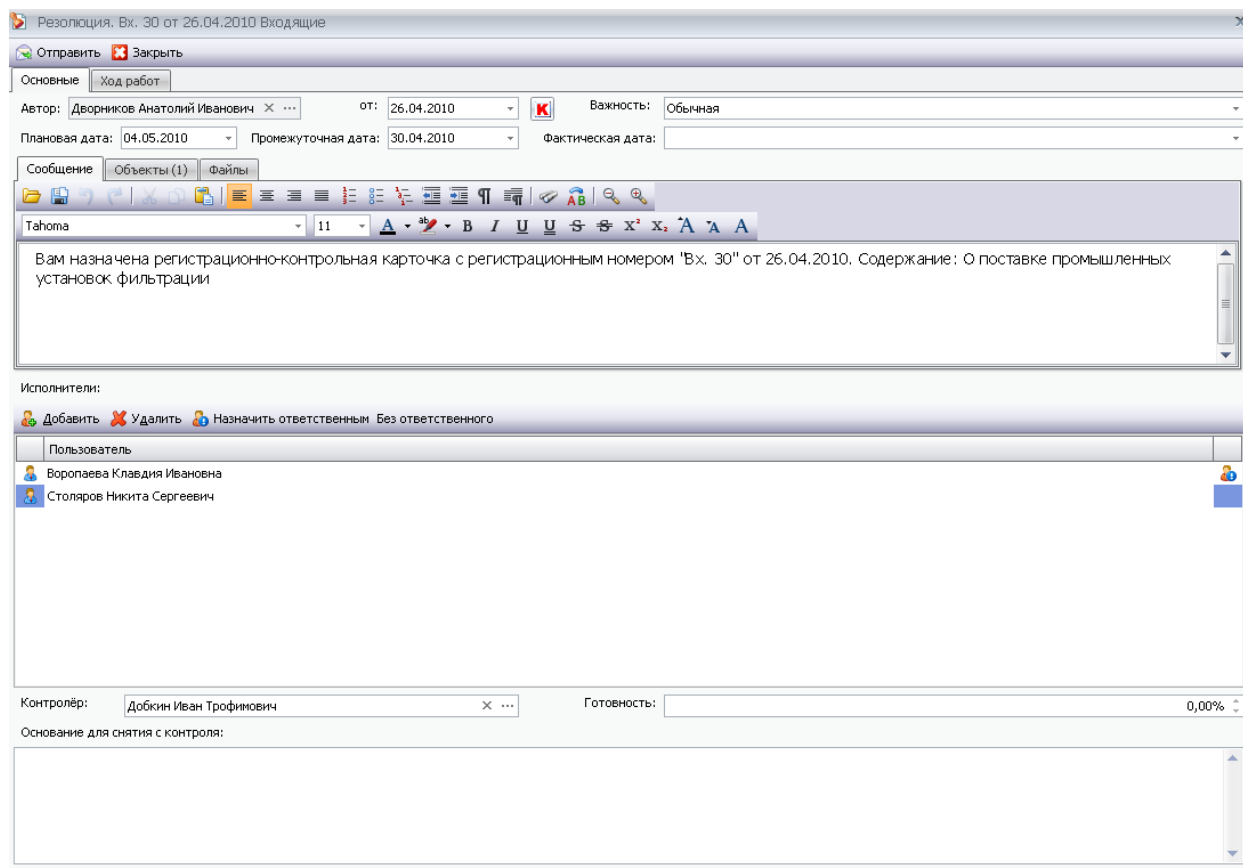 Резолюция. Вх. 30 от 26.04.2010 Входящие
Отправить Закрыть
Основные Ход работ
Автор: Дворников Анатолий Иванович от: 26.04.2010 K Важность: Обычная
Плановая дата: 04.05.2010 Промежуточная дата: 30.04.2010 Фактическая дата:
Сообщение Объекты (1) Файлы
Tahoma 11 A ab B I U U S S X² X₂ A A A
Вам назначена регистрационно-контрольная карточка с регистрационным номером "Вх. 30" от 26.04.2010. Содержание: О поставке промышленных
установок фильтрации
Исполнители:
Добавить Удалить Назначить ответственным Без ответственного
Пользователь
Воропаева Клавдия Ивановна
Столяров Никита Сергеевич
Контролёр: Добкин Иван Трофимович Готовность: 0,00%
Основание для снятия с контроля: